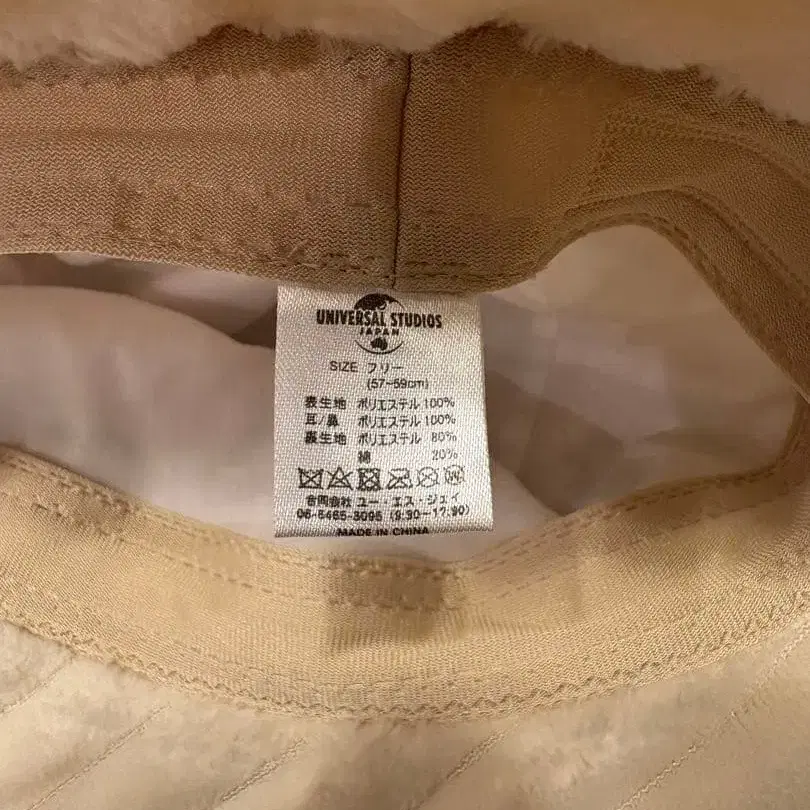 UNIVERSAL STUDIOS
JAPAN
SIZE フリー
(57~59cm)
表生地 ポリエステル 100%
耳/鼻 ポリエステル 100%
裏生地 ポリエステル 80%
綿 20%
合同会社 ユー・エス・ジェイ
06-6465-3095 (9:30-17:30)
MADE IN CHINA